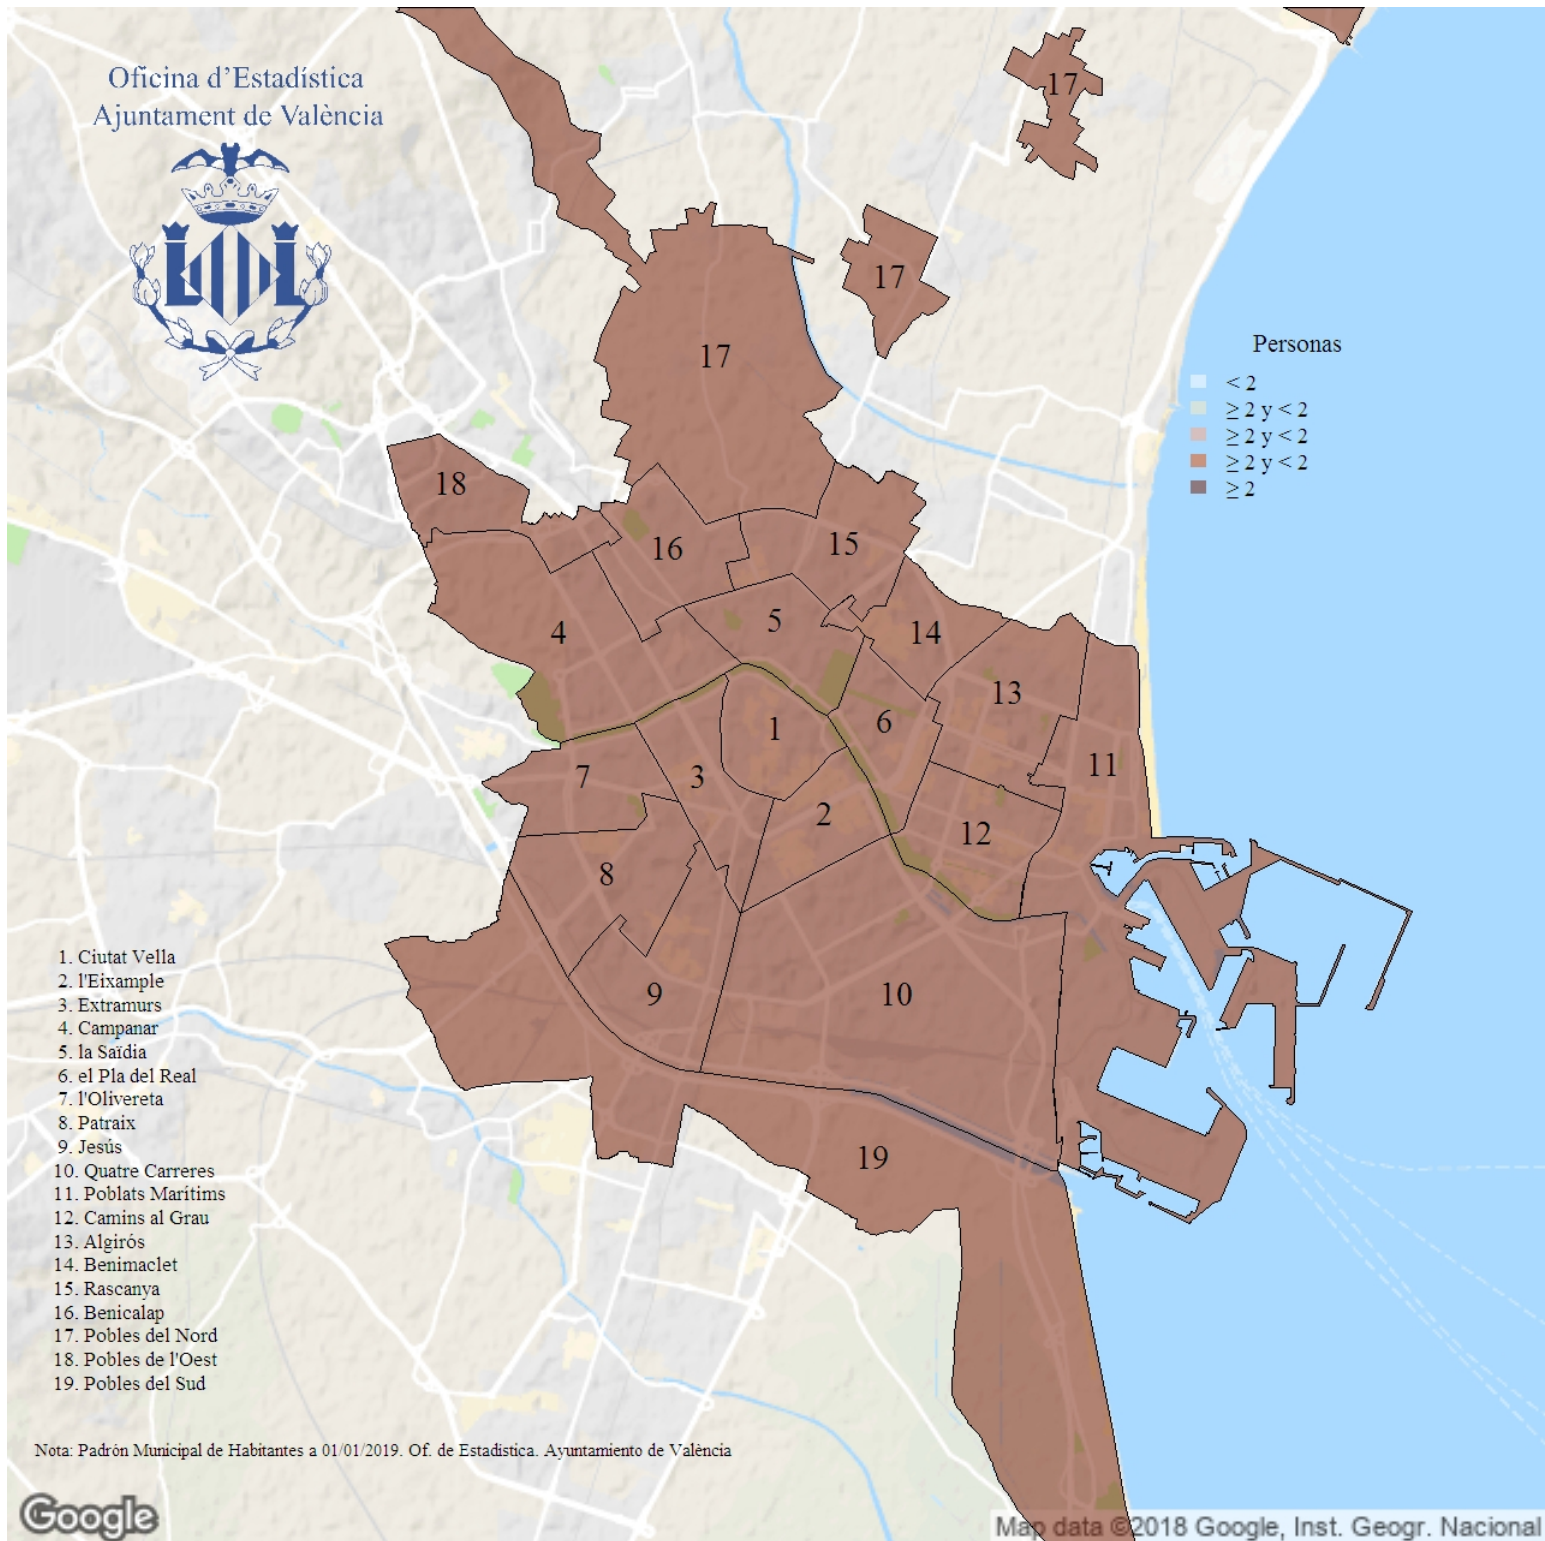 Oficina d'Estadística
Ajuntament de València
17
17
17
Personas
< 2
≥ 2 y < 2
≥ 2 y < 2
≥ 2 y < 2
≥ 2
18
16
15
5
4
14
13
6
1
11
7
3
2
12
8
9
10
19
1. Ciutat Vella
2. l'Eixample
3. Extramurs
4. Campanar
5. la Saïdia
6. el Pla del Real
7. l'Olivereta
8. Patraix
9. Jesús
10. Quatre Carreres
11. Poblats Marítims
12. Camins al Grau
13. Algirós
14. Benimaclet
15. Rascanya
16. Benicalap
17. Pobles del Nord
18. Pobles de l'Oest
19. Pobles del Sud
Nota: Padrón Municipal de Habitantes a 01/01/2019. Of. de Estadística. Ayuntamiento de València
Google
Map data ©2018 Google, Inst. Geogr. Nacional